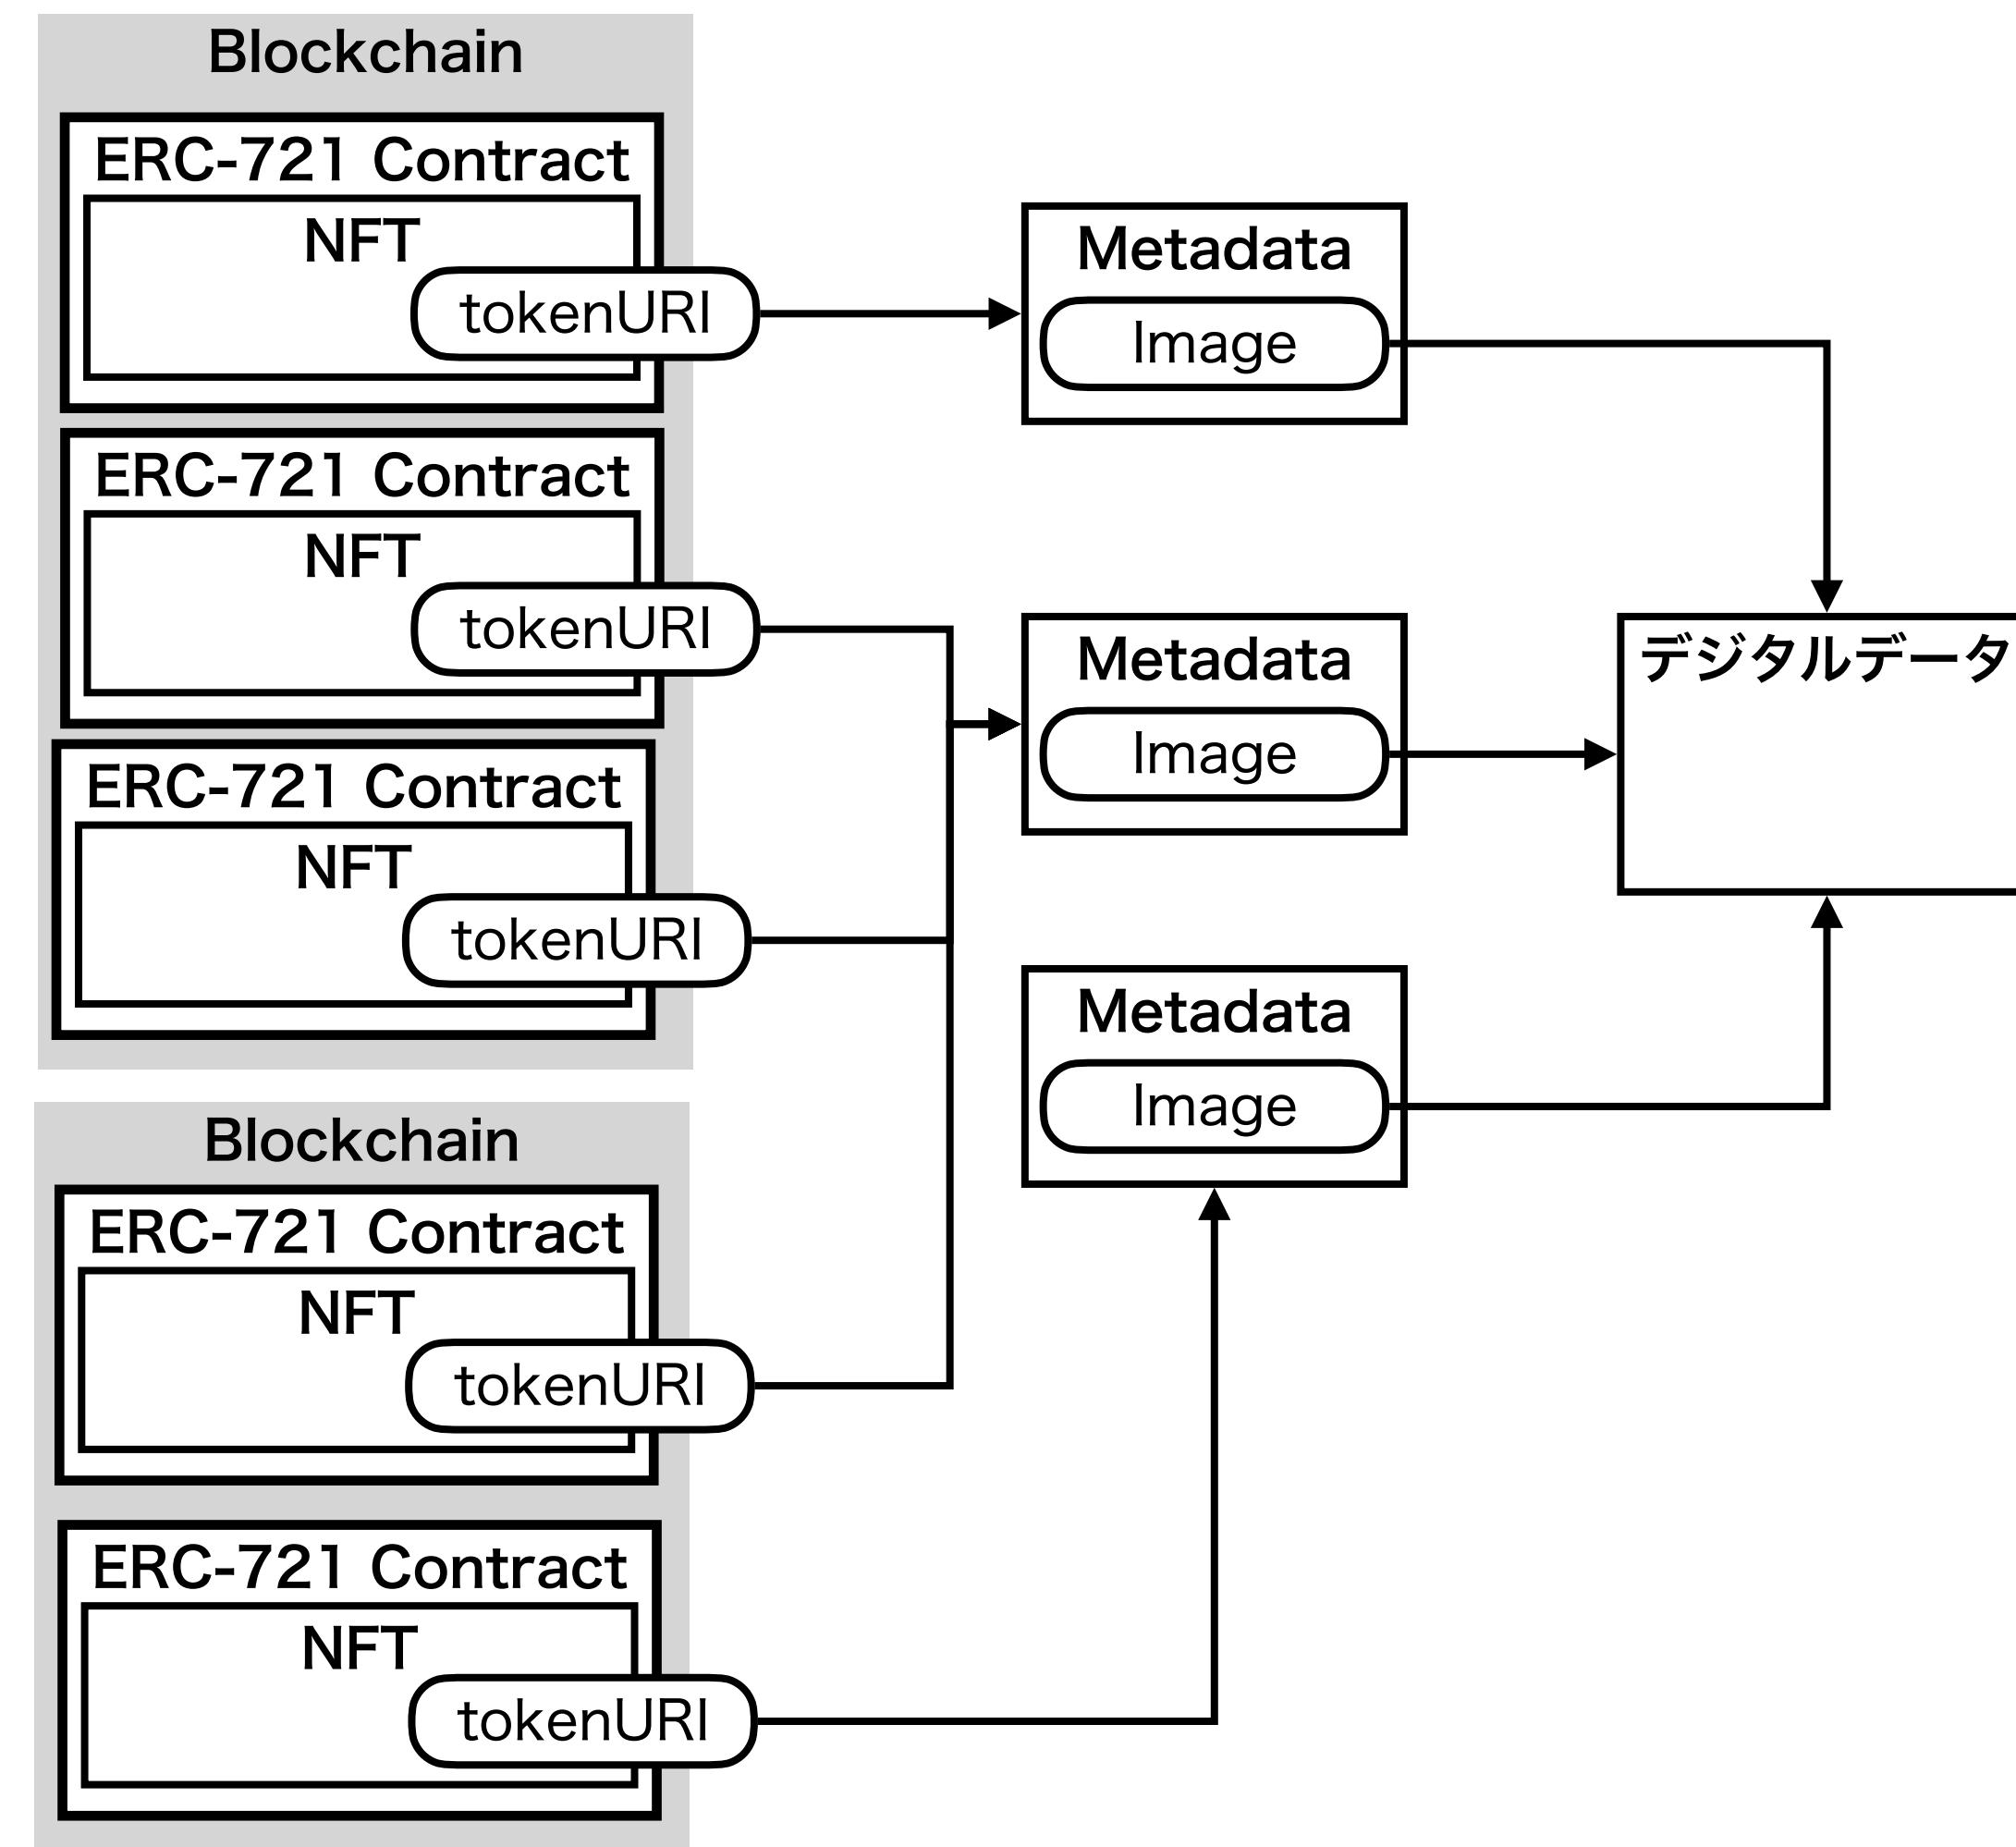 Blockchain
ERC-721 Contract
NFT
tokenURI
ERC-721 Contract
NFT
tokenURI
ERC-721 Contract
NFT
tokenURI
Blockchain
ERC-721 Contract
NFT
tokenURI
ERC-721 Contract
NFT
tokenURI
Metadata
Image
Metadata
Image
Metadata
Image
デジタルデータ